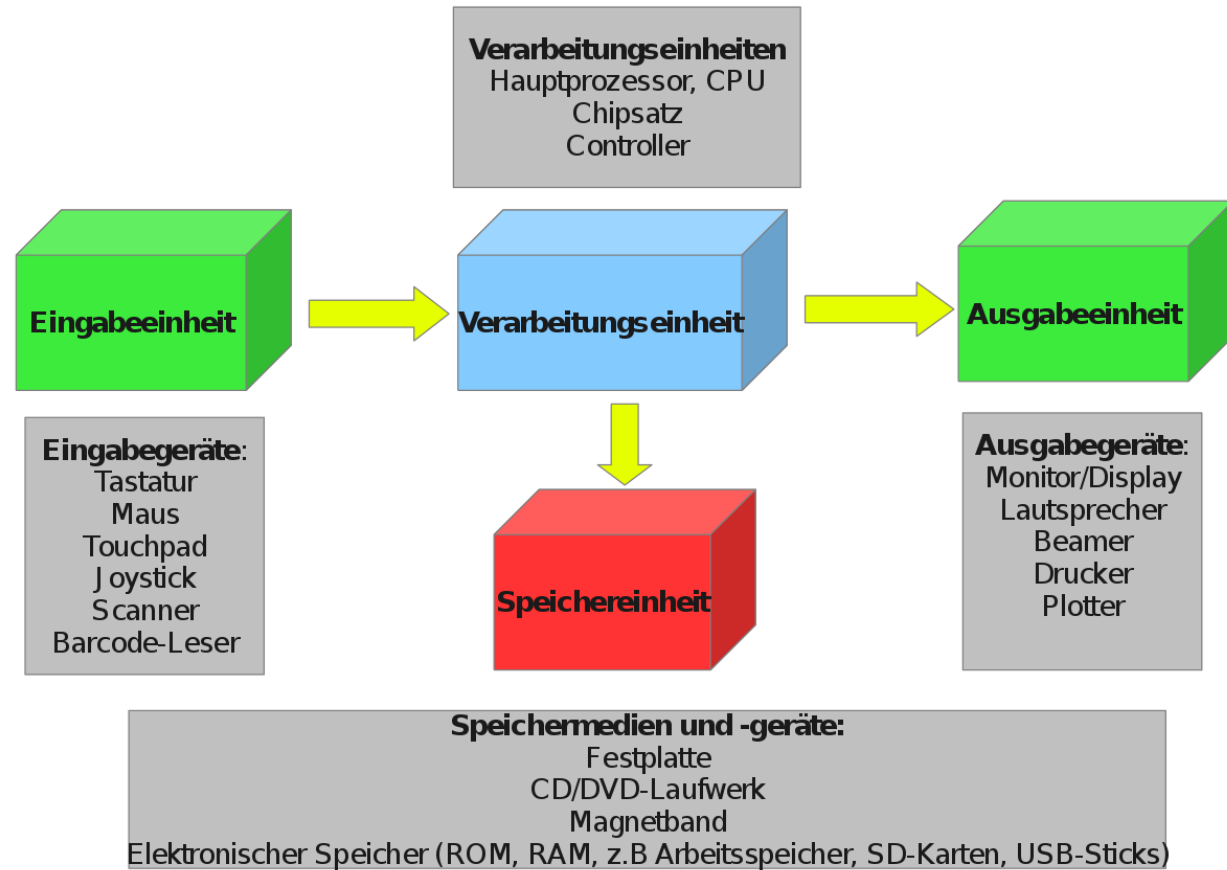 Verarbeitungseinheiten
Hauptprozessor, CPU
Chipsatz
Controller
Eingabeeinheit
Verarbeitungseinheit
Ausgabeeinheit
Eingabegeräte:
Tastatur
Maus
Touchpad
Joystick
Scanner
Barcode-Leser
Speichereinheit
Ausgabegeräte:
Monitor/Display
Lautsprecher
Beamer
Drucker
Plotter
Speichermedien und -geräte:
Festplatte
CD/DVD-Laufwerk
Magnetband
Elektronischer Speicher (ROM, RAM, z.B Arbeitsspeicher, SD-Karten, USB-Sticks)